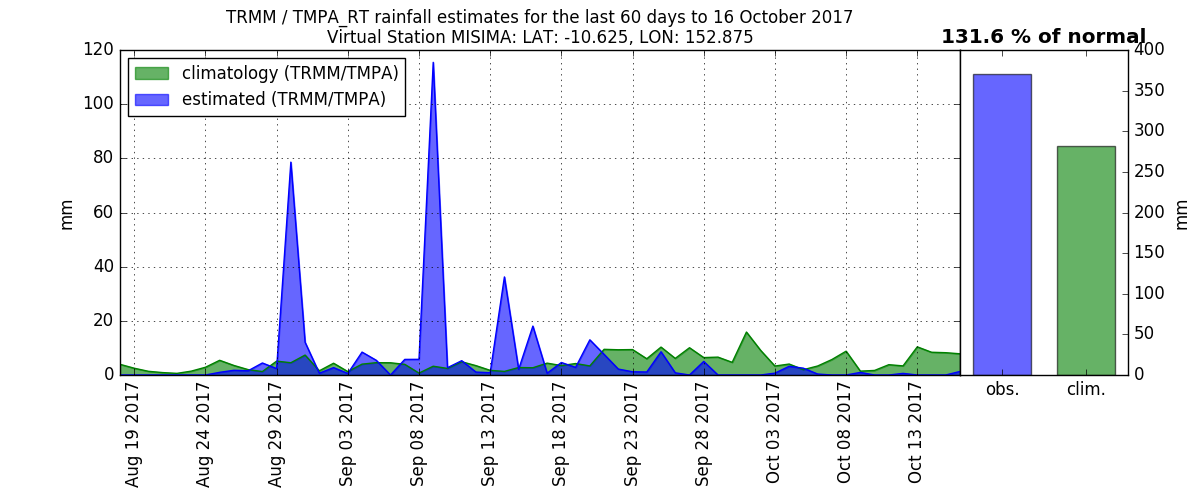 TRMM / TMPA_RT rainfall estimates for the last 60 days to 16 October 2017
Virtual Station MISIMA: LAT: -10.625, LON: 152.875
131.6 % of normal
climatology (TRMM/TMPA)
estimated (TRMM/TMPA)
120
100
80
60
40
20
0
mm
400
350
300
250
200
150
100
50
0
mm
Aug 19 2017
Aug 24 2017
Aug 29 2017
Sep 03 2017
Sep 08 2017
Sep 13 2017
Sep 18 2017
Sep 23 2017
Sep 28 2017
Oct 03 2017
Oct 08 2017
Oct 13 2017
obs.
clim.